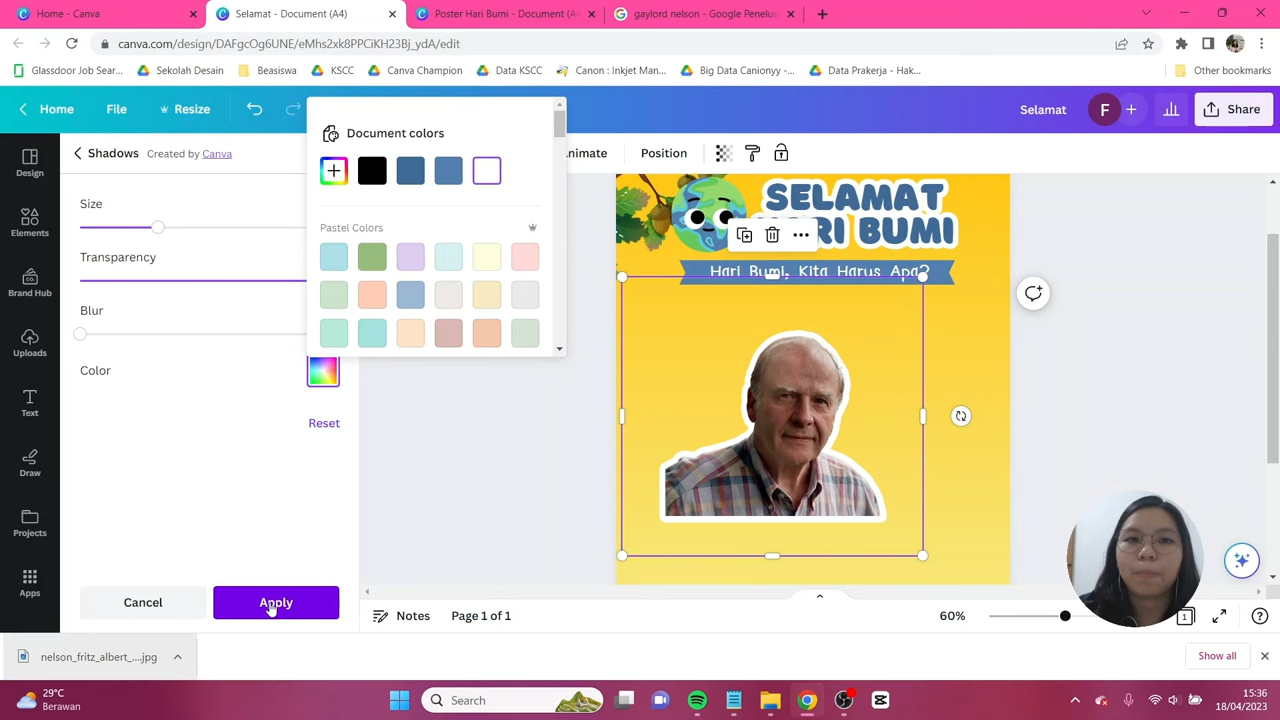 Home - Canva
Selamat - Document (A4)
Poster Hari Bumi - Document (A4
gaylord nelson - Google Penelus
canva.com/design/DAFgcOg6UNE/eMhs2xk8PPCiKH23Bj_ydA/edit
Glassdoor Job Sear...
Sekolah Desain
Beasiswa
KSCC
Canva Champion
Data KSCC
Canon : Inkjet Man...
Big Data Canionyy -...
Data Prakerja - Hak...
Other bookmarks
Home
File
Resize
Selamat
F
Share
Document colors
Pastel Colors
Animate
Position
Design
Elements
Brand Hub
Uploads
Text
Draw
Projects
Apps
Shadows
Created by Canva
Size
Transparency
Blur
Color
Reset
Cancel
Apply
SELAMAT
HARI BUMI
Hari Bumi, Kita Harus Apa?
Notes
Page 1 of 1
60%
1
nelson_fritz_albert_....jpg
Show all
29°C
Berawan
Search
15:36
18/04/2023